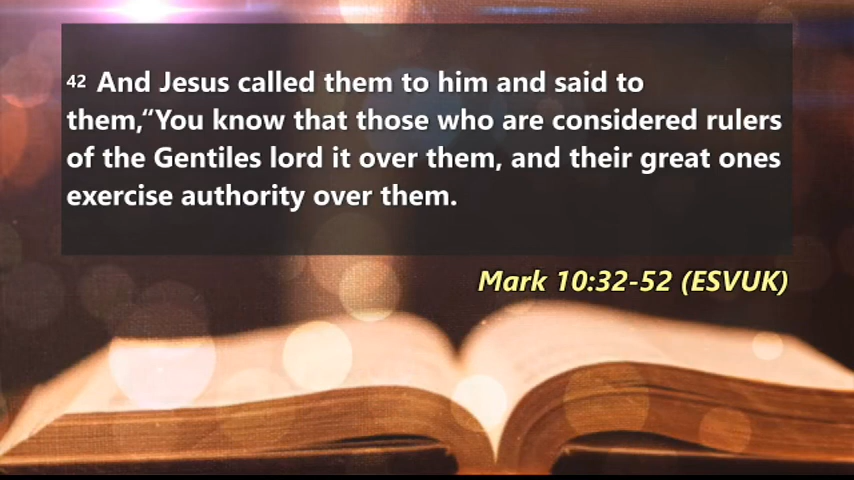 42 And Jesus called them to him and said to
them,“You know that those who are considered rulers
of the Gentiles lord it over them, and their great ones
exercise authority over them.
Mark 10:32-52 (ESVUK)